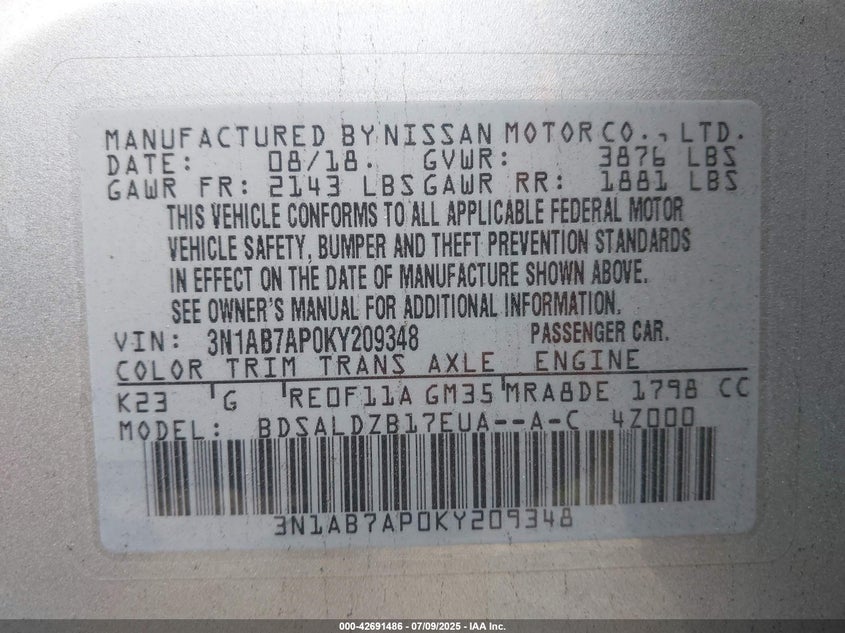 MANUFACTURED BY NISSAN MOTOR CO., LTD.
DATE: 08/18. GVWR: 3876 LBS
GAWR FR: 2143 LBS GAWR RR: 1881 LBS
THIS VEHICLE CONFORMS TO ALL APPLICABLE FEDERAL MOTOR
VEHICLE SAFETY, BUMPER AND THEFT PREVENTION STANDARDS
IN EFFECT ON THE DATE OF MANUFACTURE SHOWN ABOVE.
SEE OWNER'S MANUAL FOR ADDITIONAL INFORMATION.
VIN: 3N1AB7AP0KY209348 PASSENGER CAR.
COLOR TRIM TRANS AXLE ENGINE
K23 G RE0F11A GM35 MRA8DE 1798 CC
MODEL: BDSALDZB17EUA--A-C 4Z000
3N1AB7AP0KY209348
000-42691486 - 07/09/2025 - IAA Inc.